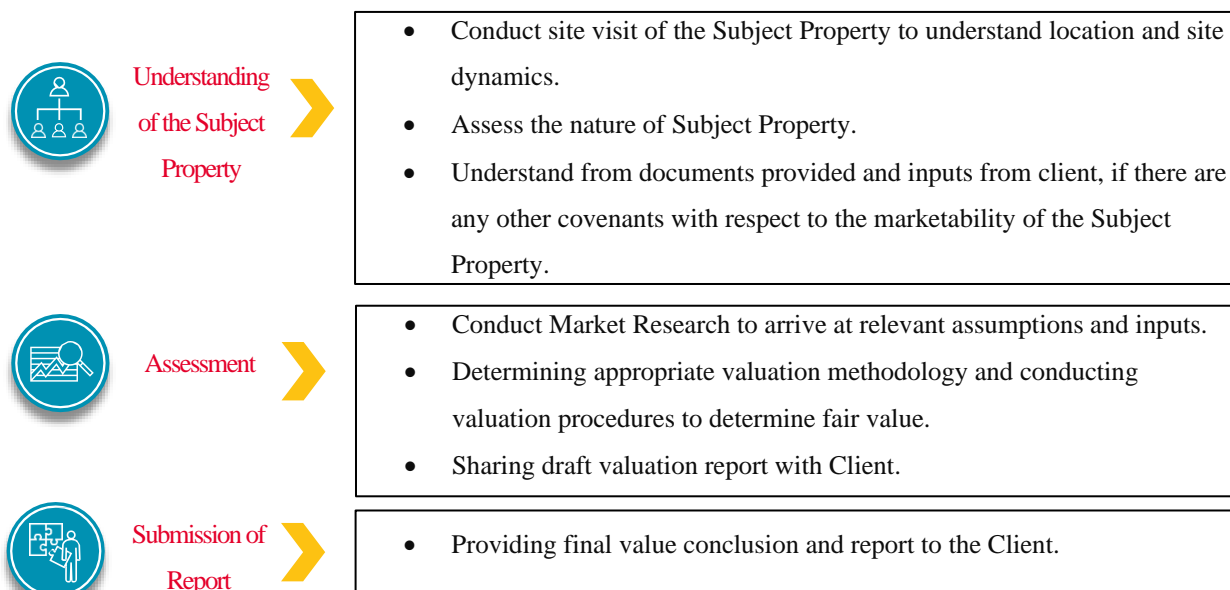 Understanding
of the Subject
Property
• Conduct site visit of the Subject Property to understand location and site
dynamics.
• Assess the nature of Subject Property.
• Understand from documents provided and inputs from client, if there are
any other covenants with respect to the marketability of the Subject
Property.
Assessment
• Conduct Market Research to arrive at relevant assumptions and inputs.
• Determining appropriate valuation methodology and conducting
valuation procedures to determine fair value.
• Sharing draft valuation report with Client.
Submission of
Report
• Providing final value conclusion and report to the Client.